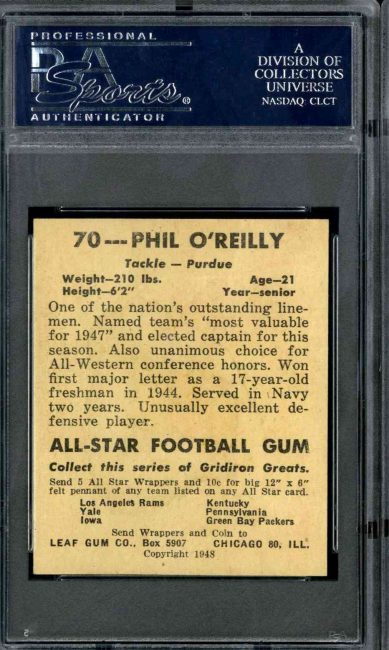 PROFESSIONAL
PSA
Sports®
AUTHENTICATOR
A
DIVISION OF
COLLECTORS
UNIVERSE
NASDAQ: CLCT
70---PHIL O'REILLY
Tackle — Purdue
Weight—210 lbs. Age—21
Height—6'2" Year—senior
One of the nation's outstanding line-
men. Named team's "most valuable
for 1947" and elected captain for this
season. Also unanimous choice for
All-Western conference honors. Won
first major letter as a 17-year-old
freshman in 1944. Served in Navy
two years. Unusually excellent de-
fensive player.
ALL-STAR FOOTBALL GUM
Collect this series of Gridiron Greats.
Send 5 All Star Wrappers and 10c for big 12" x 6"
felt pennant of any team listed on any All Star card.
Los Angeles Rams Kentucky
Yale Pennsylvania
Iowa Green Bay Packers
Send Wrappers and Coin to
LEAF GUM CO., Box 5907 CHICAGO 80, ILL.
Copyright 1948